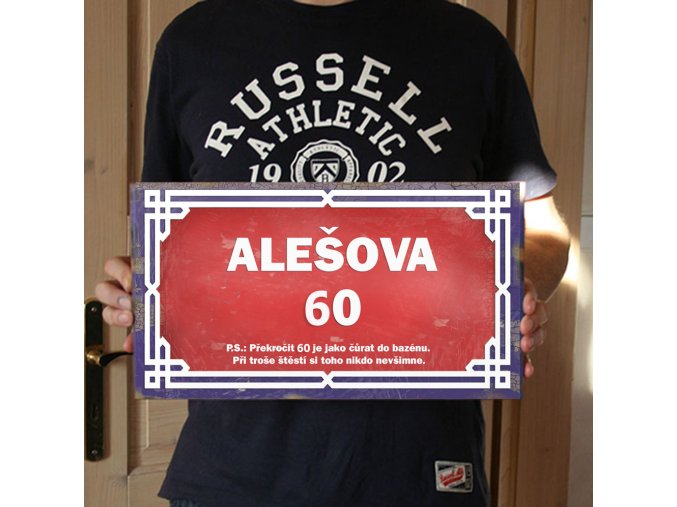 RUSSELL
ATHLETIC
19 02
ALEŠOVA
60
P.S.: Překročit 60 je jako čůrat do bazénu.
Při troše štěstí si toho nikdo nevšimne.